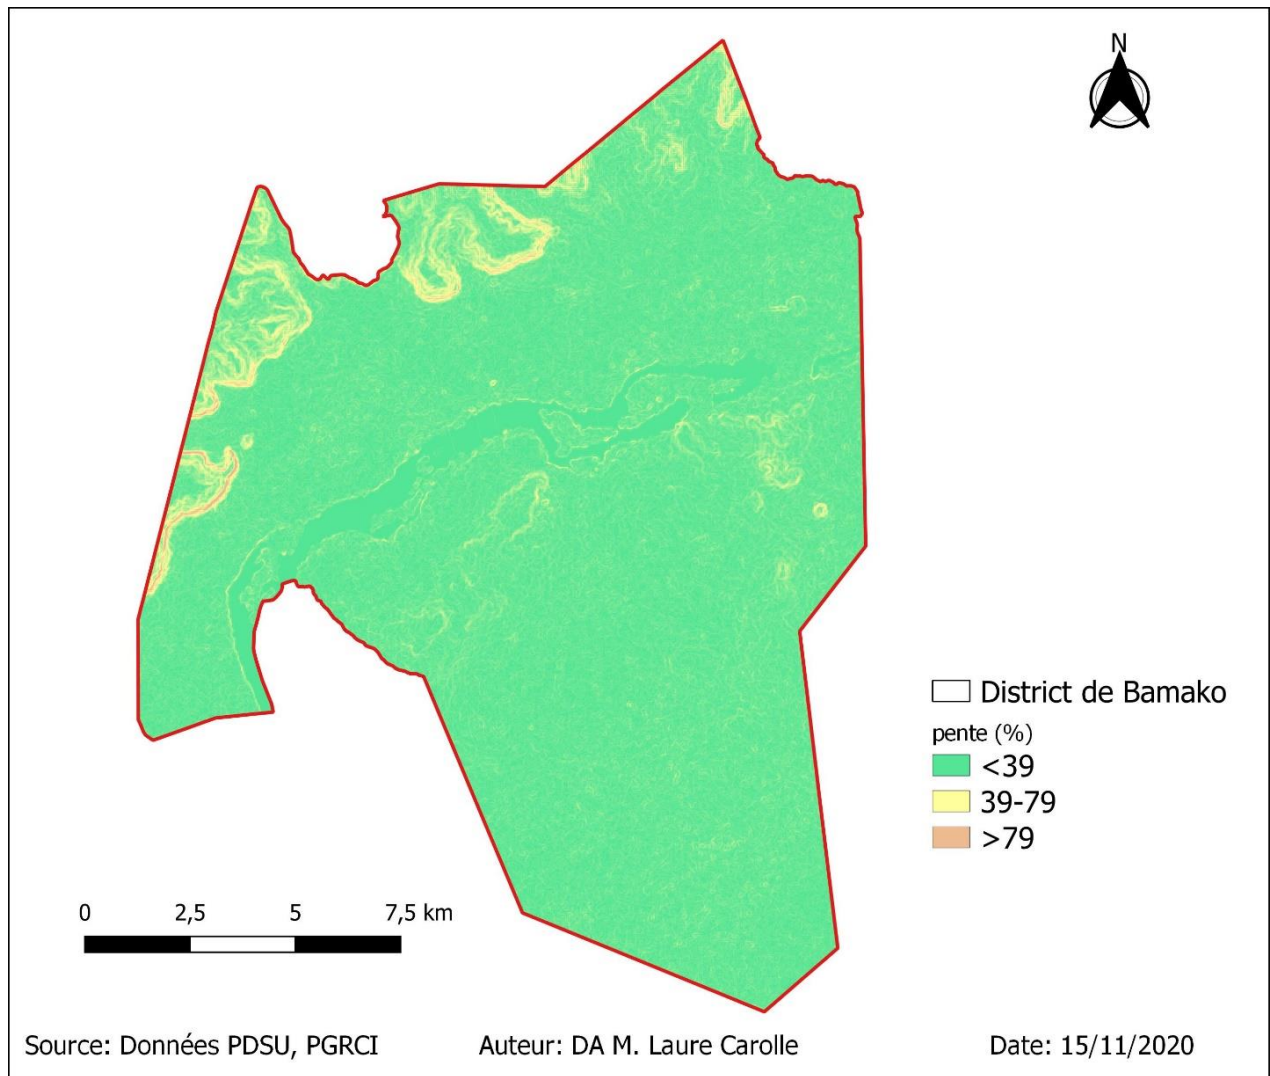 N
District de Bamako
pente (%)
<39
39-79
>79
0 2,5 5 7,5 km
Source: Données PDSU, PGRCI Auteur: DA M. Laure Carolle Date: 15/11/2020